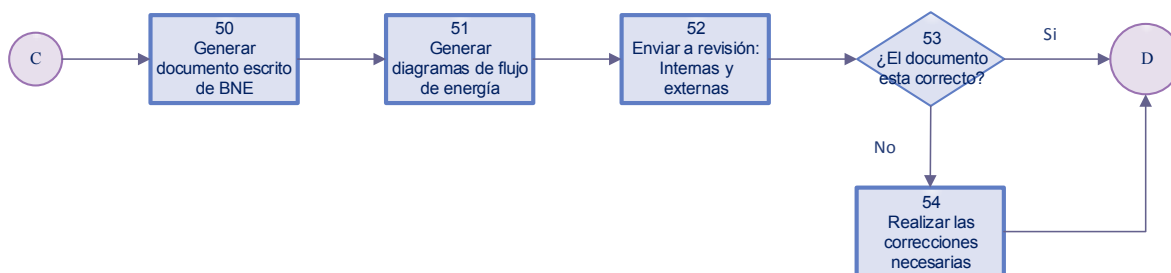 C
50
Generar
documento escrito
de BNE
51
Generar
diagramas de flujo
de energía
52
Enviar a revisión:
Internas y
externas
53
¿El documento
esta correcto?
Si
D
No
54
Realizar las
correcciones
necesarias